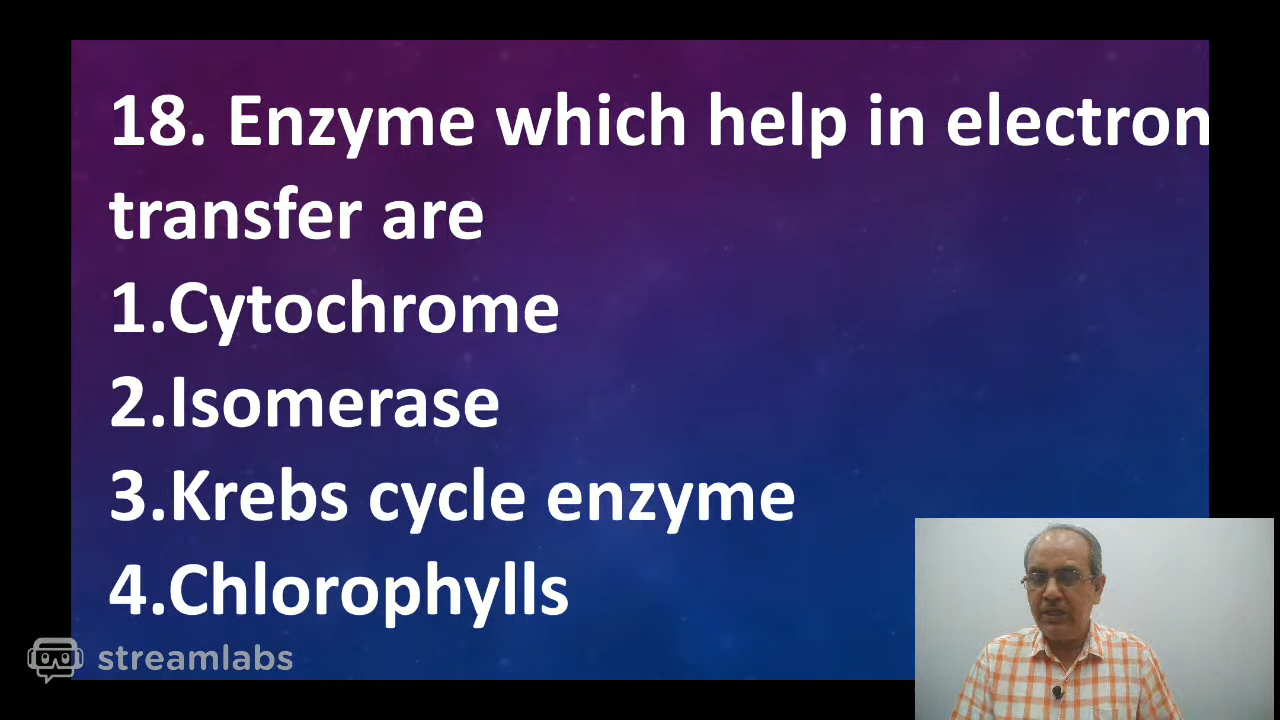 18. Enzyme which help in electron
transfer are
1.Cytochrome
2.Isomerase
3.Krebs cycle enzyme
4.Chlorophylls
streamlabs